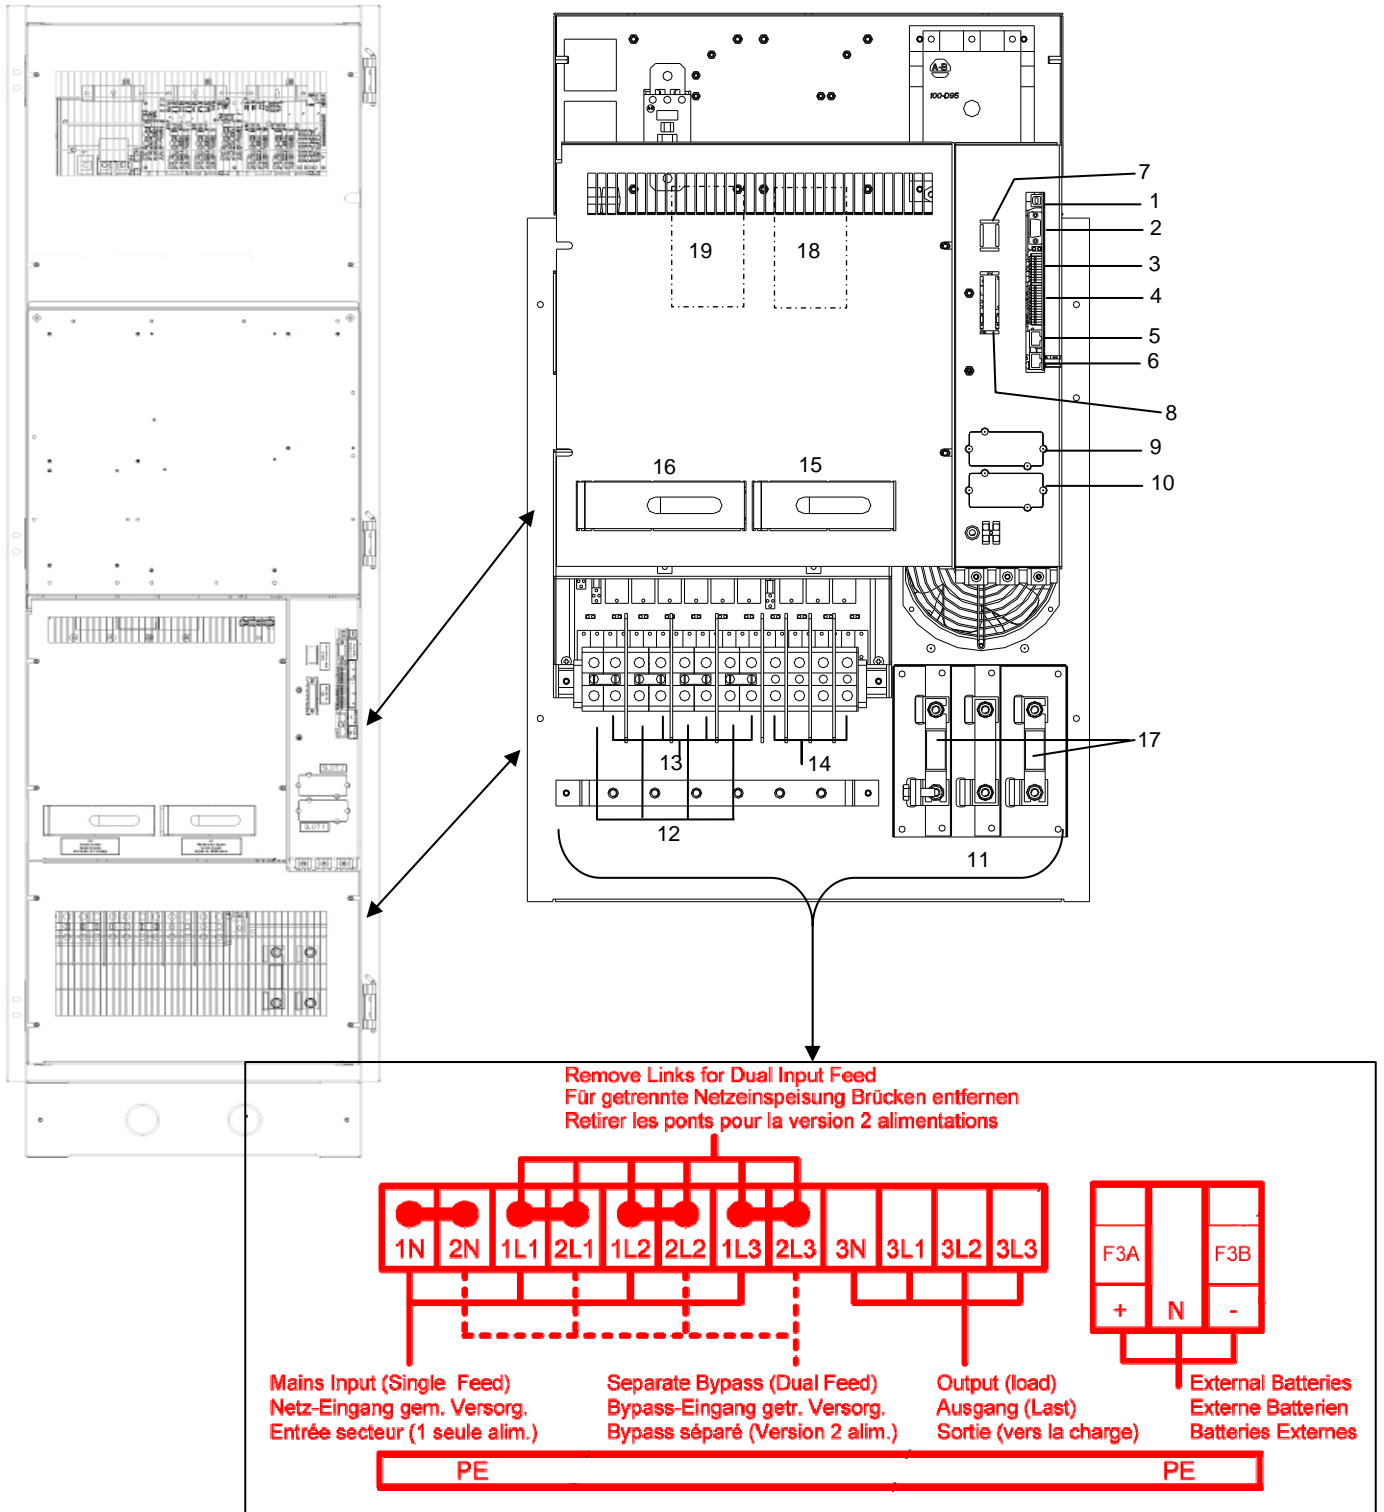 A-B
100-D95
7
1
2
3
4
5
6
8
9
10
19
18
16
15
17
13
14
12
11
SLOT 2
SLOT 1
Remove Links for Dual Input Feed
Für getrennte Netzeinspeisung Brücken entfernen
Retirer les ponts pour la version 2 alimentations
1N 2N 1L1 2L1 1L2 2L2 1L3 2L3 3N 3L1 3L2 3L3
F3A F3B
+ N -
Mains Input (Single Feed)
Netz-Eingang gem. Versorg.
Entrée secteur (1 seule alim.)
Separate Bypass (Dual Feed)
Bypass-Eingang getr. Versorg.
Bypass séparé (Version 2 alim.)
Output (load)
Ausgang (Last)
Sortie (vers la charge)
External Batteries
Externe Batterien
Batteries Externes
PE PE